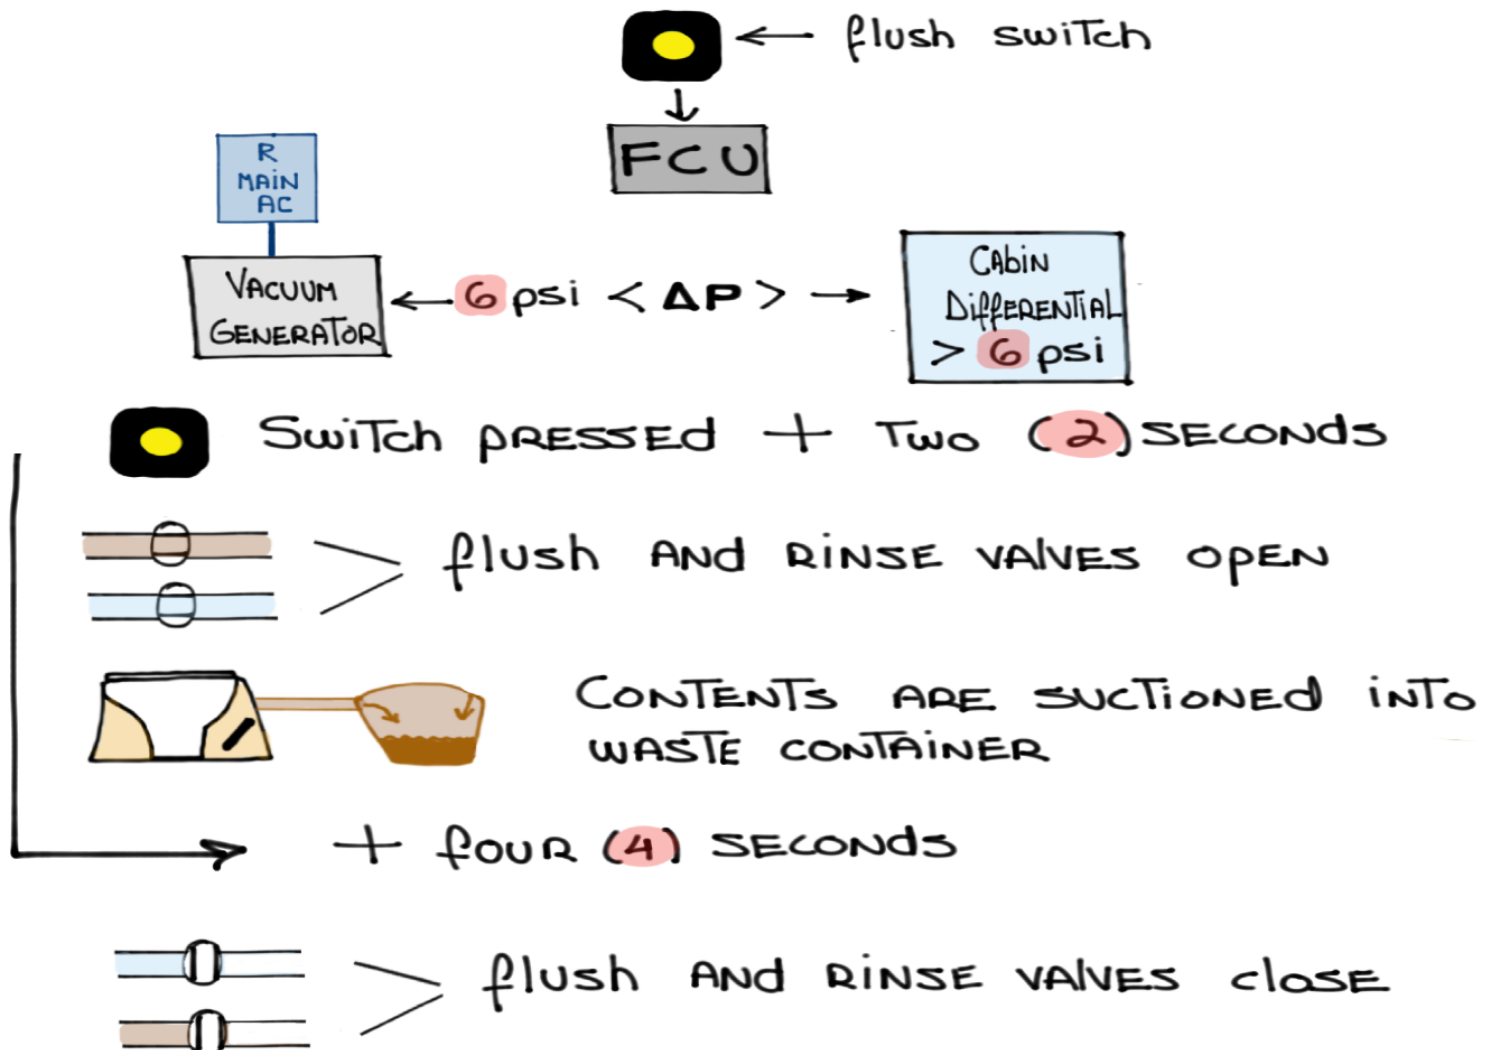 flush switch
FCU
R
MAIN
AC
VACUUM
GENERATOR
6 psi < ΔP >
CABIN
DIFFERENTIAL
> 6 psi
SWITCH PRESSED + TWO (2) SECONDS
flush AND RINSE VALVES OPEN
CONTENTS ARE SUCTIONED INTO
WASTE CONTAINER
+ four (4) SECONDS
flush AND RINSE VALVES close